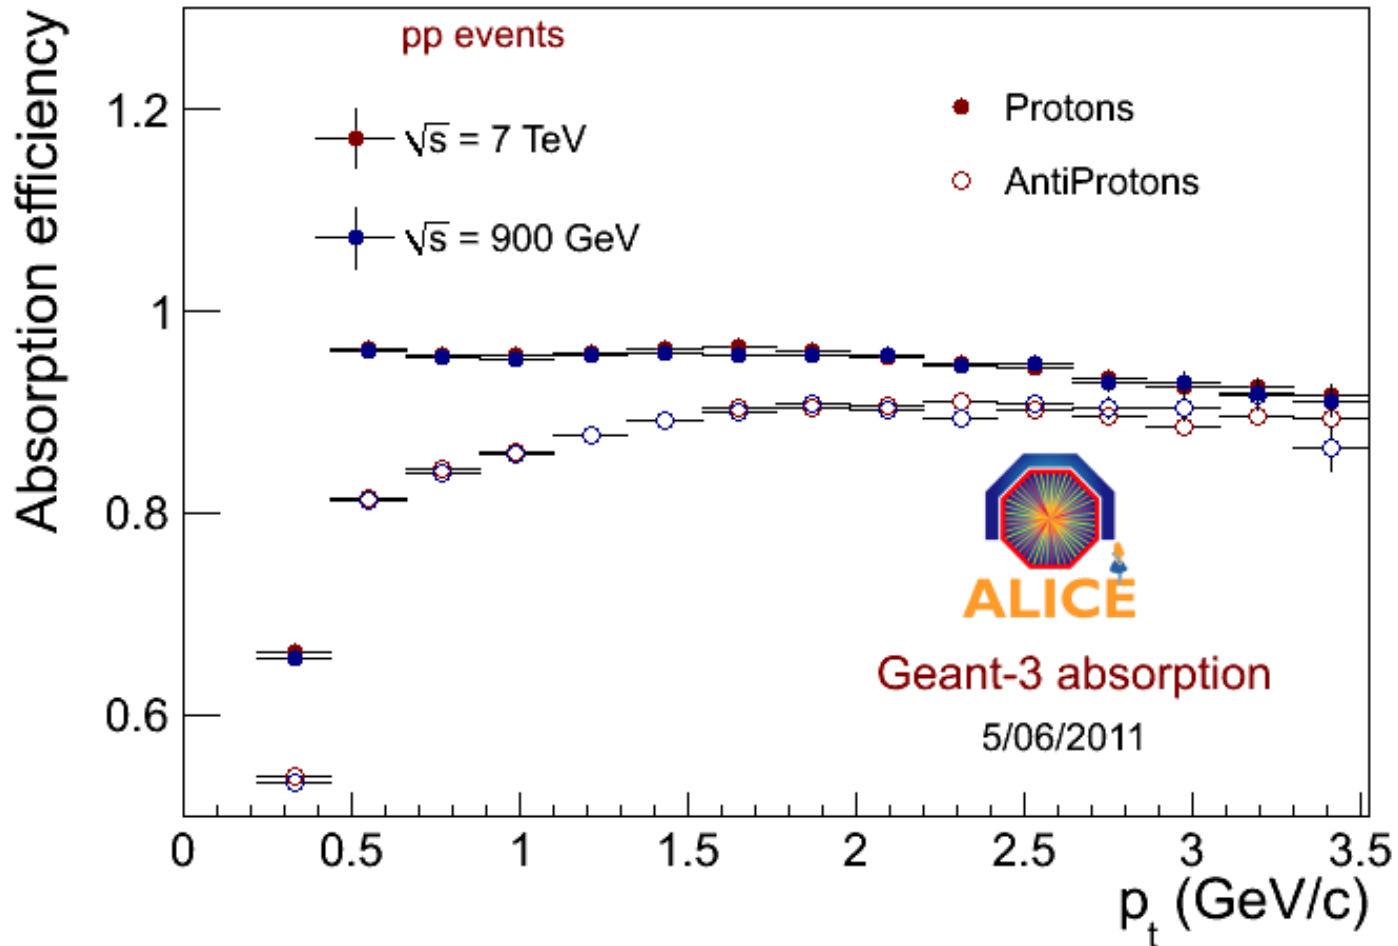 Absorption efficiency
pp events
√s = 7 TeV
√s = 900 GeV
Protons
AntiProtons
1.2
1
0.8
0.6
ALICE
Geant-3 absorption
5/06/2011
0 0.5 1 1.5 2 2.5 3 3.5
pt (GeV/c)